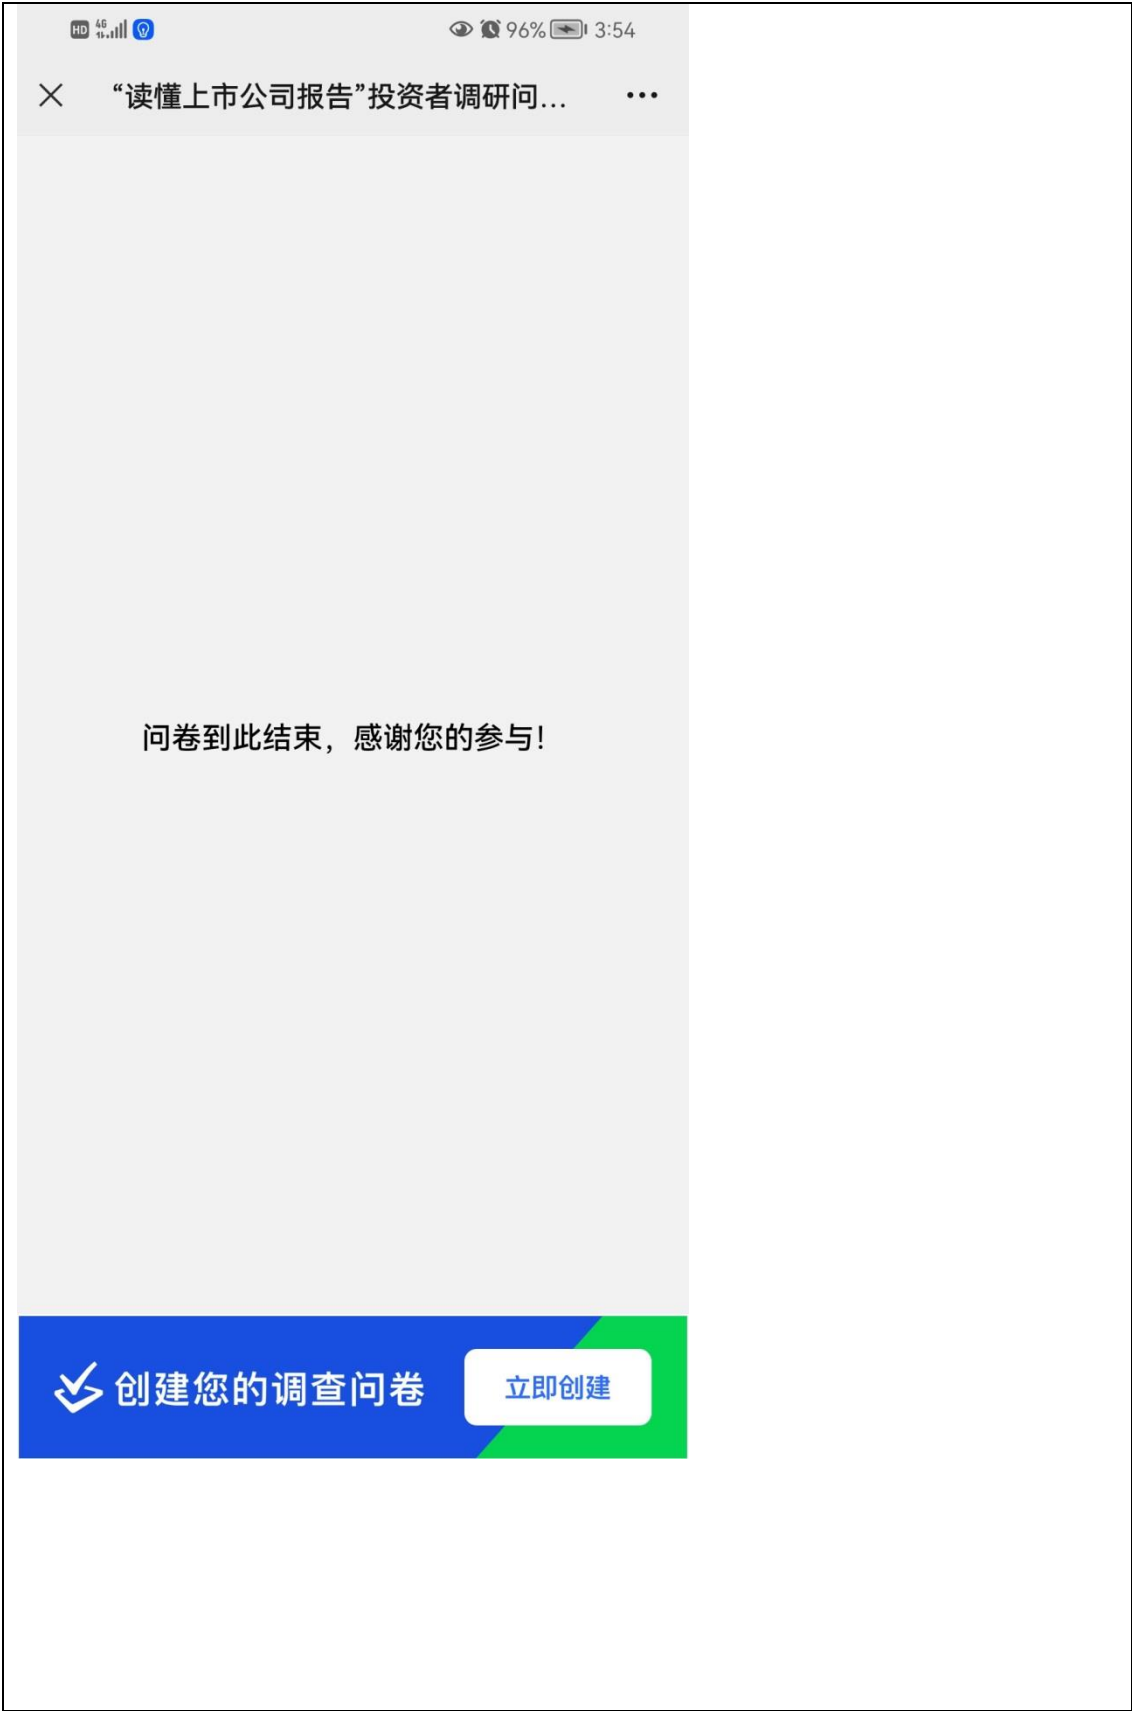 HD 4G 96% 3:54
“读懂上市公司报告”投资者调研问...
问卷到此结束，感谢您的参与！
创建您的调查问卷 立即创建